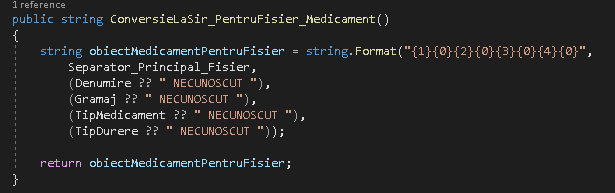 1 reference
public string ConversieLaSir_PentruFisier_Medicament()
{
string obiectMedicamentPentruFisier = string.Format("{1}{0}{2}{0}{3}{0}{4}{0}",
Separator_Principal_Fisier,
(Denumire ?? " NECUNOSCUT "),
(Gramaj ?? " NECUNOSCUT "),
(TipMedicament ?? " NECUNOSCUT "),
(TipDurere ?? " NECUNOSCUT "));
return obiectMedicamentPentruFisier;
}